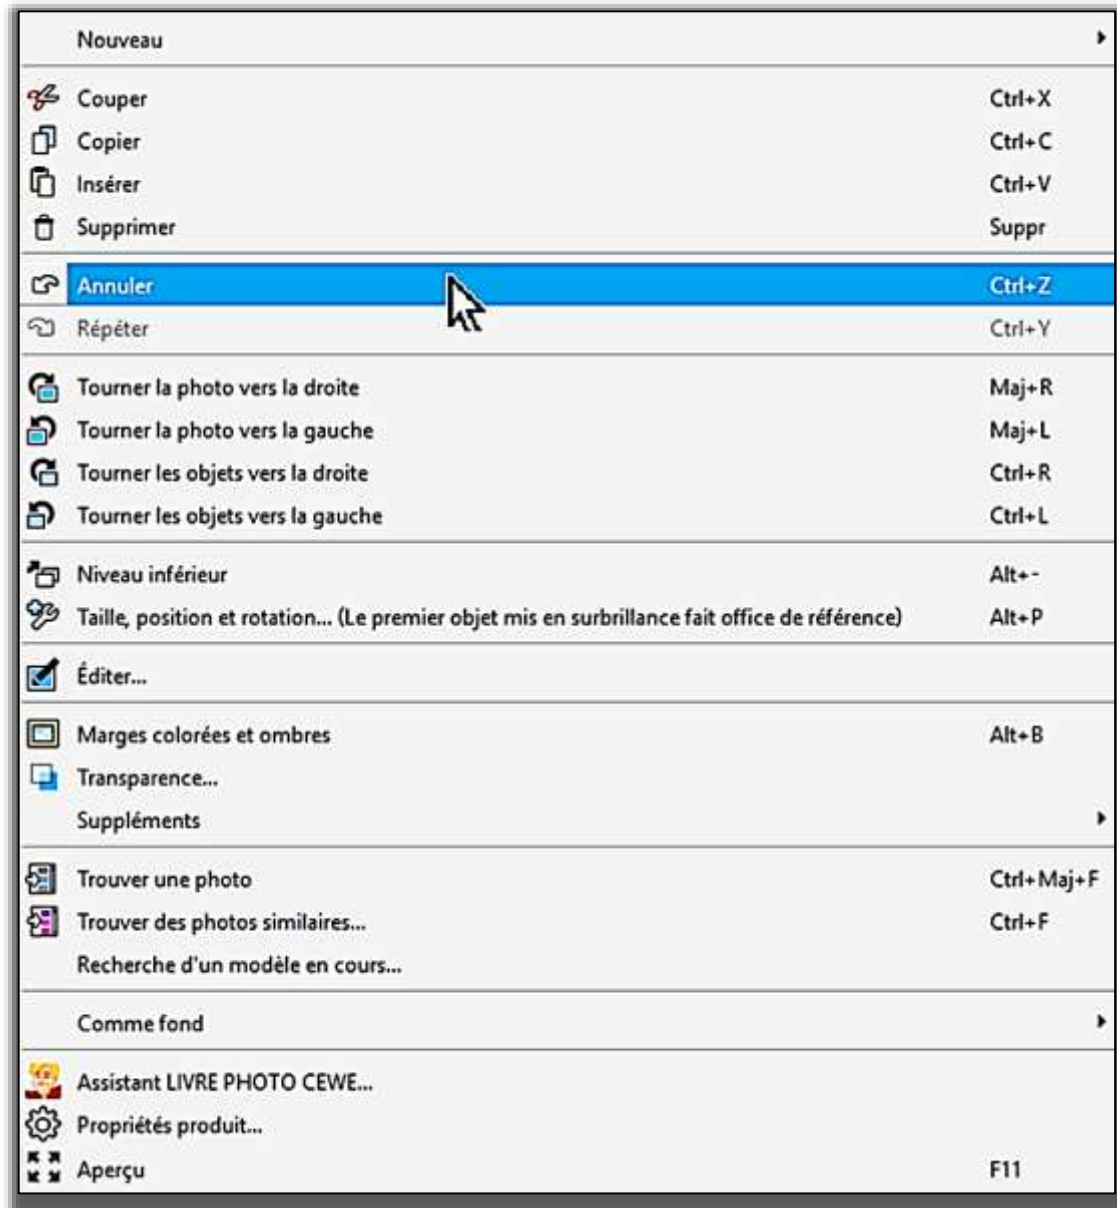 Nouveau
Couper Ctrl+X
Copier Ctrl+C
Insérer Ctrl+V
Supprimer Suppr
Annuler Ctrl+Z
Répéter Ctrl+Y
Tourner la photo vers la droite Maj+R
Tourner la photo vers la gauche Maj+L
Tourner les objets vers la droite Ctrl+R
Tourner les objets vers la gauche Ctrl+L
Niveau inférieur Alt+-
Taille, position et rotation... (Le premier objet mis en surbrillance fait office de référence) Alt+P
Éditer...
Marges colorées et ombres Alt+B
Transparence...
Suppléments
Trouver une photo Ctrl+Maj+F
Trouver des photos similaires... Ctrl+F
Recherche d'un modèle en cours...
Comme fond
Assistant LIVRE PHOTO CEWE...
Propriétés produit...
Aperçu F11